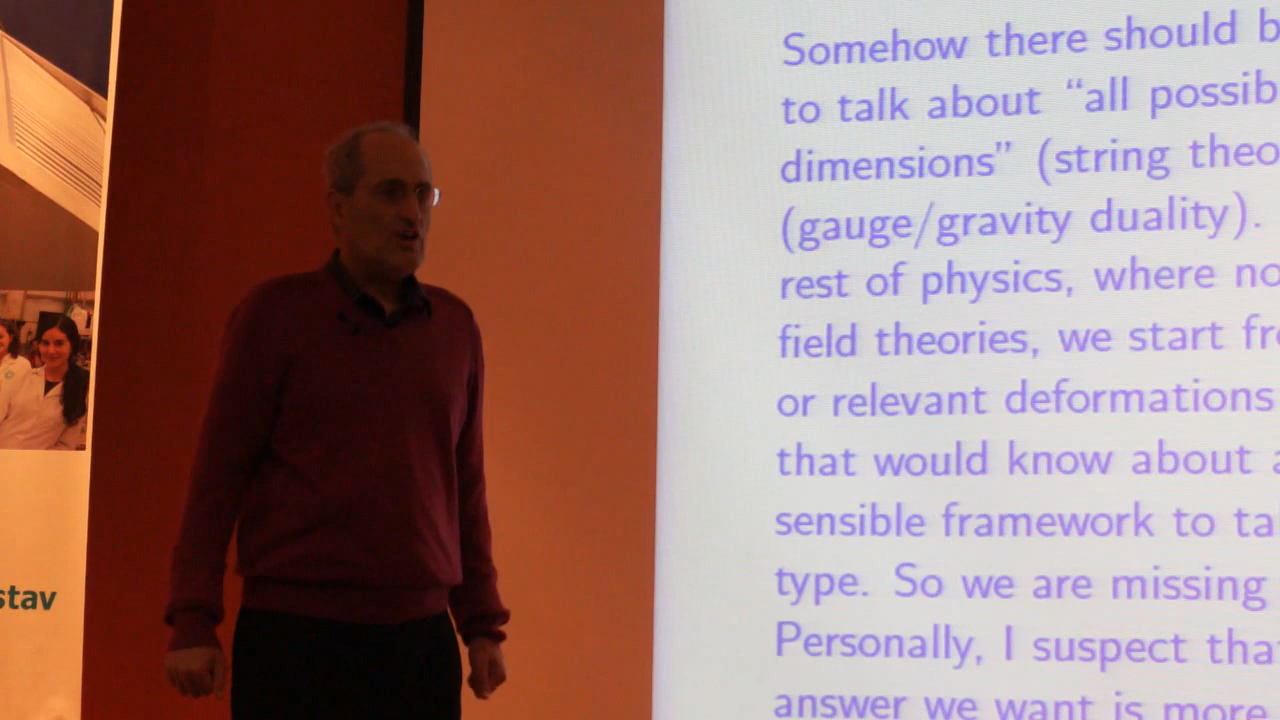 Somehow there should b
to talk about “all possib
dimensions” (string theo
(gauge/gravity duality).
rest of physics, where no
field theories, we start fr
or relevant deformations
that would know about a
sensible framework to ta
type. So we are missing
Personally, I suspect tha
answer we want is more
stav